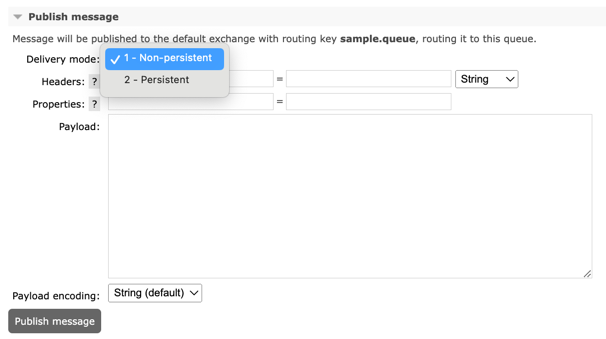 Publish message
Message will be published to the default exchange with routing key sample.queue, routing it to this queue.
Delivery mode: ✓ 1 - Non-persistent
2 - Persistent
Headers: ? = String
Properties: ? =
Payload:
Payload encoding: String (default)
Publish message